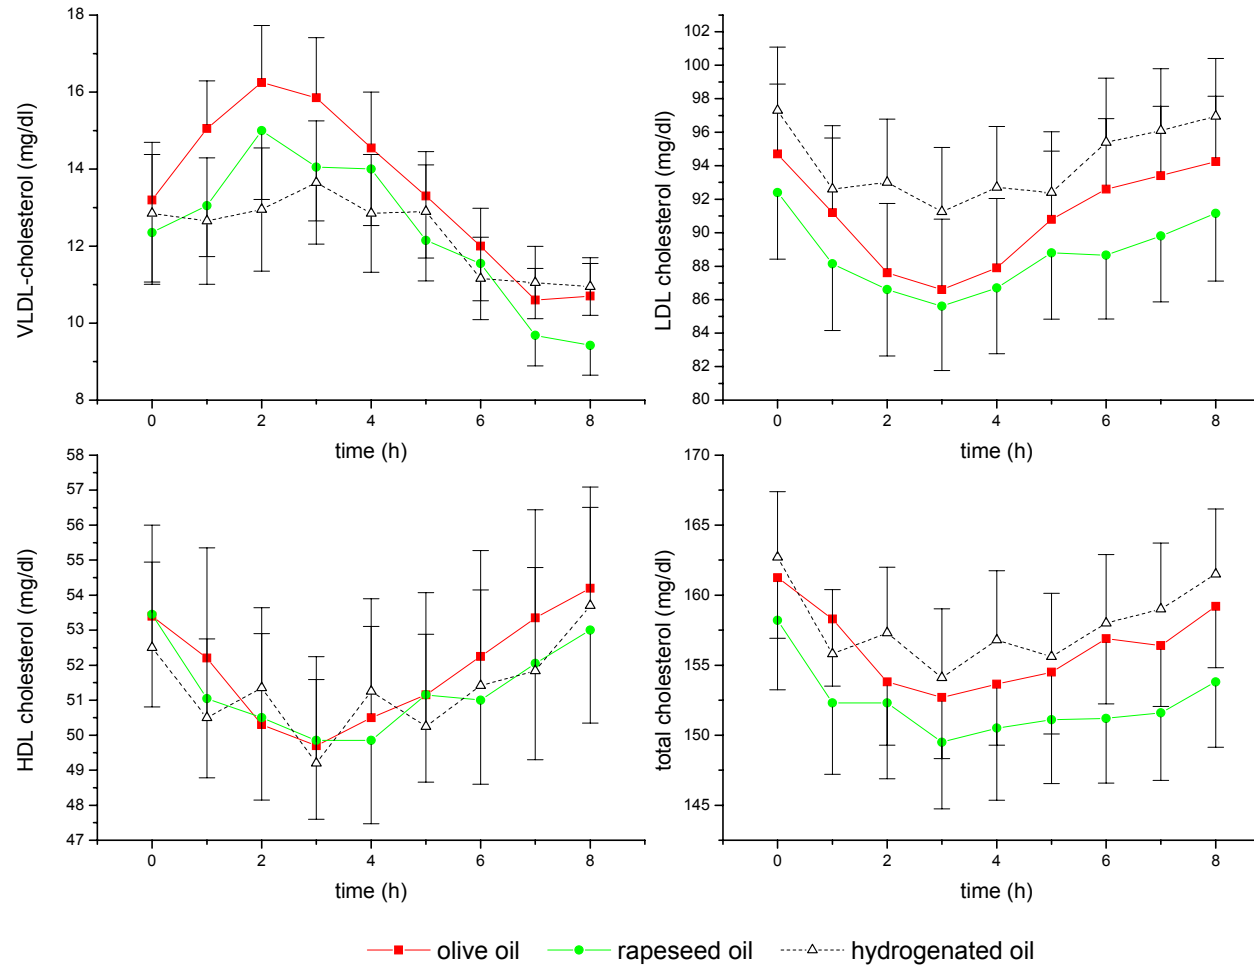 18
16
14
12
10
8
VLDL-cholesterol (mg/dl)
0 2 4 6 8
time (h)
102
100
98
96
94
92
90
88
86
84
82
80
LDL cholesterol (mg/dl)
0 2 4 6 8
time (h)
58
57
56
55
54
53
52
51
50
49
48
47
HDL cholesterol (mg/dl)
0 2 4 6 8
time (h)
170
165
160
155
150
145
total cholesterol (mg/dl)
0 2 4 6 8
time (h)
olive oil rapeseed oil hydrogenated oil